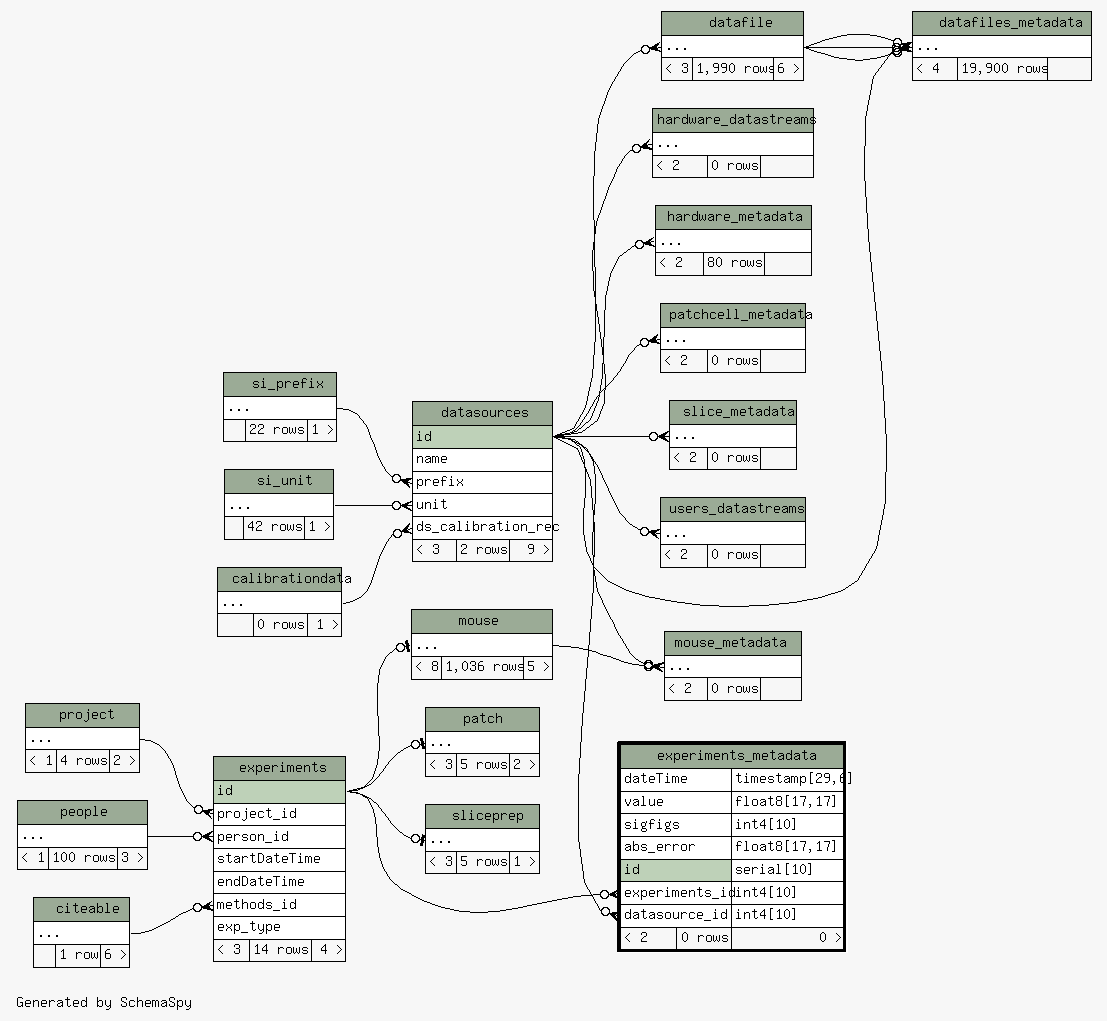 datafile
...
< 3 1,990 rows 6 >
datafiles_metadata
...
< 4 19,900 rows
hardware_datastreams
...
< 2 0 rows
hardware_metadata
...
< 2 80 rows
patchcell_metadata
...
< 2 0 rows
si_prefix
...
22 rows 1 >
datasources
id
name
prefix
unit
ds_calibration_rec
< 3 2 rows 9 >
slice_metadata
...
< 2 0 rows
si_unit
...
42 rows 1 >
users_datastreams
...
< 2 0 rows
calibrationdata
...
0 rows 1 >
mouse
...
< 8 1,036 rows 5 >
mouse_metadata
...
< 2 0 rows
project
...
< 1 4 rows 2 >
patch
...
< 3 5 rows 2 >
experiments
id
project_id
person_id
startDateTime
endDateTime
methods_id
exp_type
< 3 14 rows 4 >
experiments_metadata
dateTime timestamp[29,6]
value float8[17,17]
sigfigs int4[10]
abs_error float8[17,17]
id serial[10]
experiments_id int4[10]
datasource_id int4[10]
< 2 0 rows 0 >
people
...
< 1 100 rows 3 >
sliceprep
...
< 3 5 rows 1 >
citeable
...
1 row 6 >
Generated by SchemaSpy